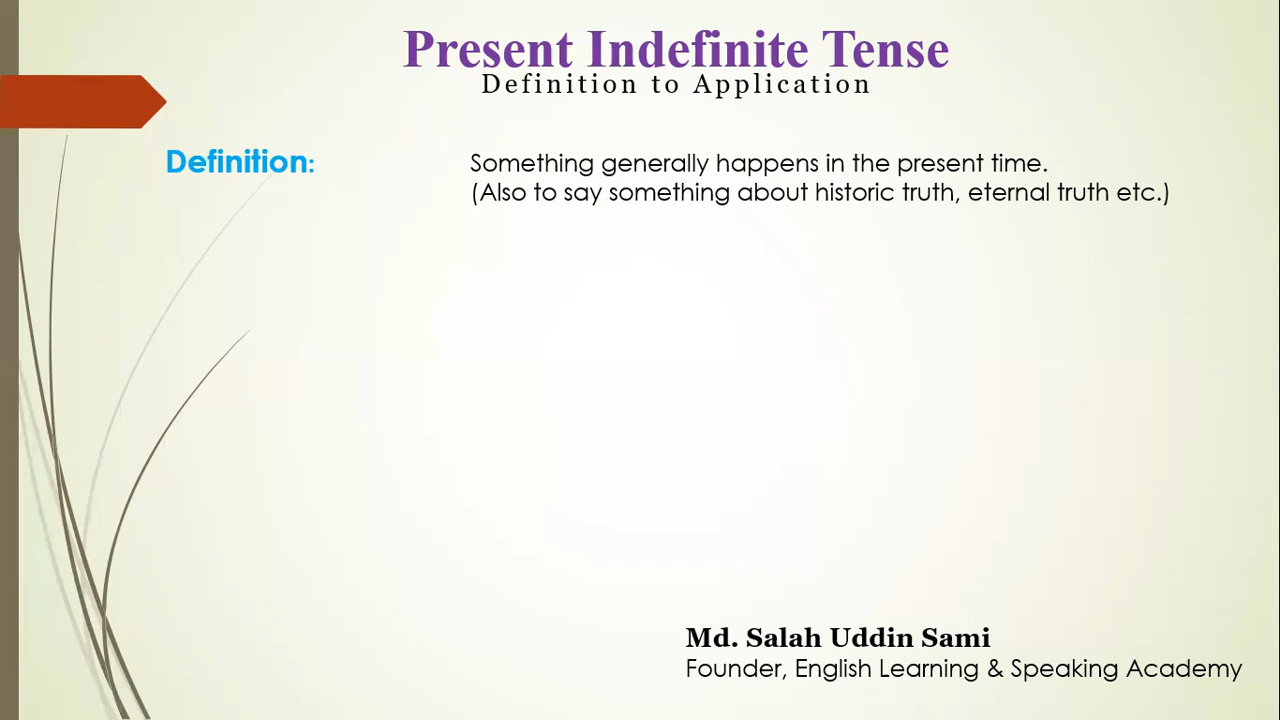 Present Indefinite Tense
Definition to Application
Definition: Something generally happens in the present time.
(Also to say something about historic truth, eternal truth etc.)
Md. Salah Uddin Sami
Founder, English Learning & Speaking Academy